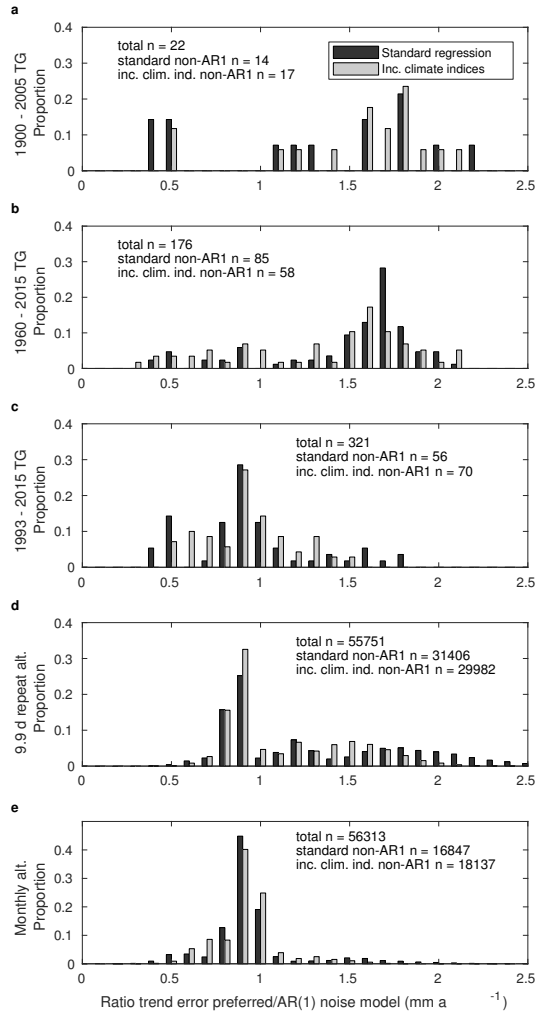 a
0.4
0.3
0.2
0.1
0
0 0.5 1 1.5 2 2.5
1900 - 2005 TG
Proportion
total n = 22
standard non-AR1 n = 14
inc. clim. ind. non-AR1 n = 17
Standard regression
Inc. climate indices
b
0.4
0.3
0.2
0.1
0
0 0.5 1 1.5 2 2.5
1960 - 2015 TG
Proportion
total n = 176
standard non-AR1 n = 85
inc. clim. ind. non-AR1 n = 58
c
0.4
0.3
0.2
0.1
0
0 0.5 1 1.5 2 2.5
1993 - 2015 TG
Proportion
total n = 321
standard non-AR1 n = 56
inc. clim. ind. non-AR1 n = 70
d
0.4
0.3
0.2
0.1
0
0 0.5 1 1.5 2 2.5
9.9 d repeat alt.
Proportion
total n = 55751
standard non-AR1 n = 31406
inc. clim. ind. non-AR1 n = 29982
e
0.4
0.3
0.2
0.1
0
0 0.5 1 1.5 2 2.5
Monthly alt.
Proportion
total n = 56313
standard non-AR1 n = 16847
inc. clim. ind. non-AR1 n = 18137
Ratio trend error preferred/AR(1) noise model (mm a -1)